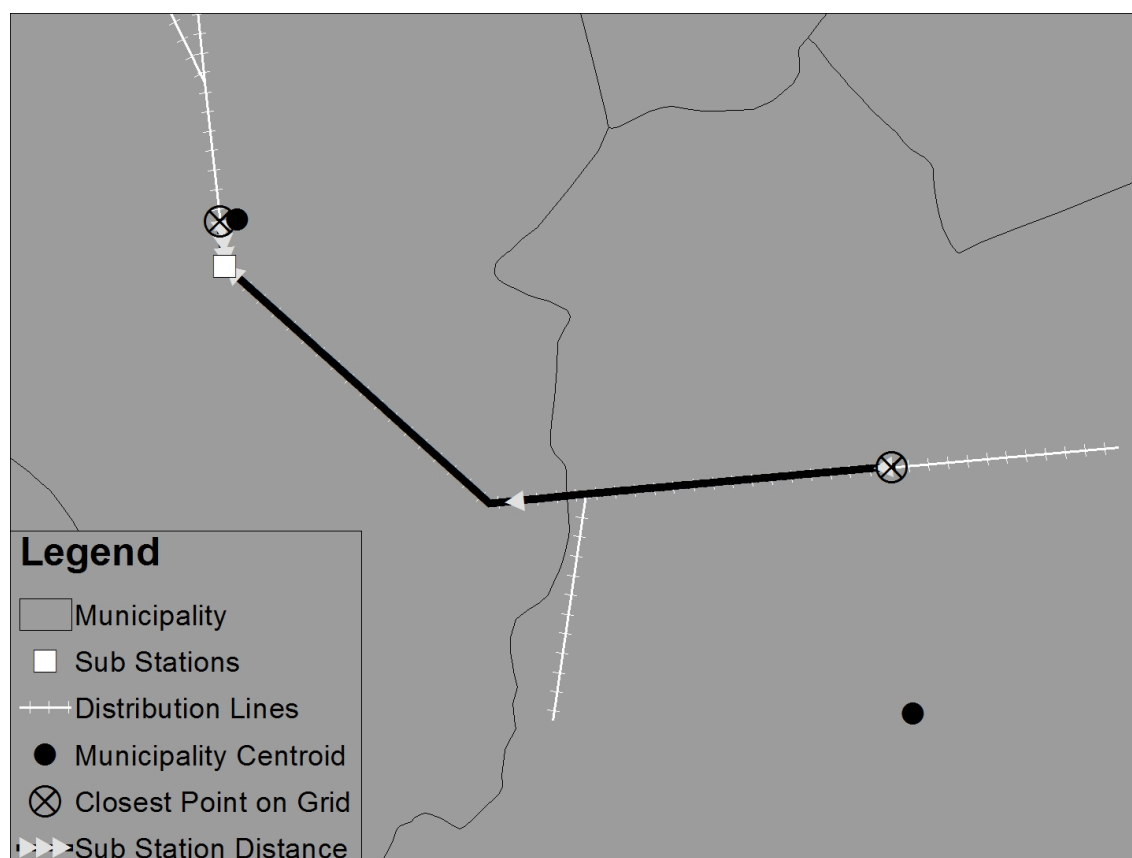 Legend
Municipality
Sub Stations
Distribution Lines
Municipality Centroid
Closest Point on Grid
Sub Station Distance